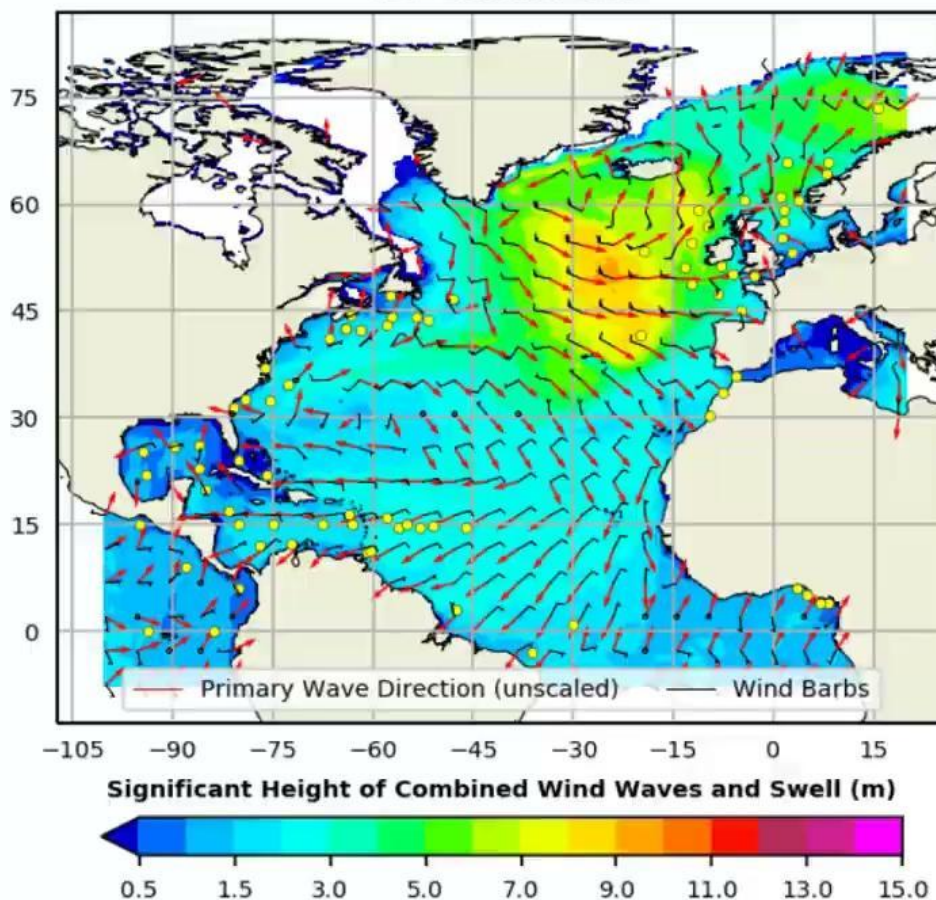 75
60
45
30
15
0
Primary Wave Direction (unscaled) Wind Barbs
−105 −90 −75 −60 −45 −30 −15 0 15
Significant Height of Combined Wind Waves and Swell (m)
0.5 1.5 3.0 5.0 7.0 9.0 11.0 13.0 15.0